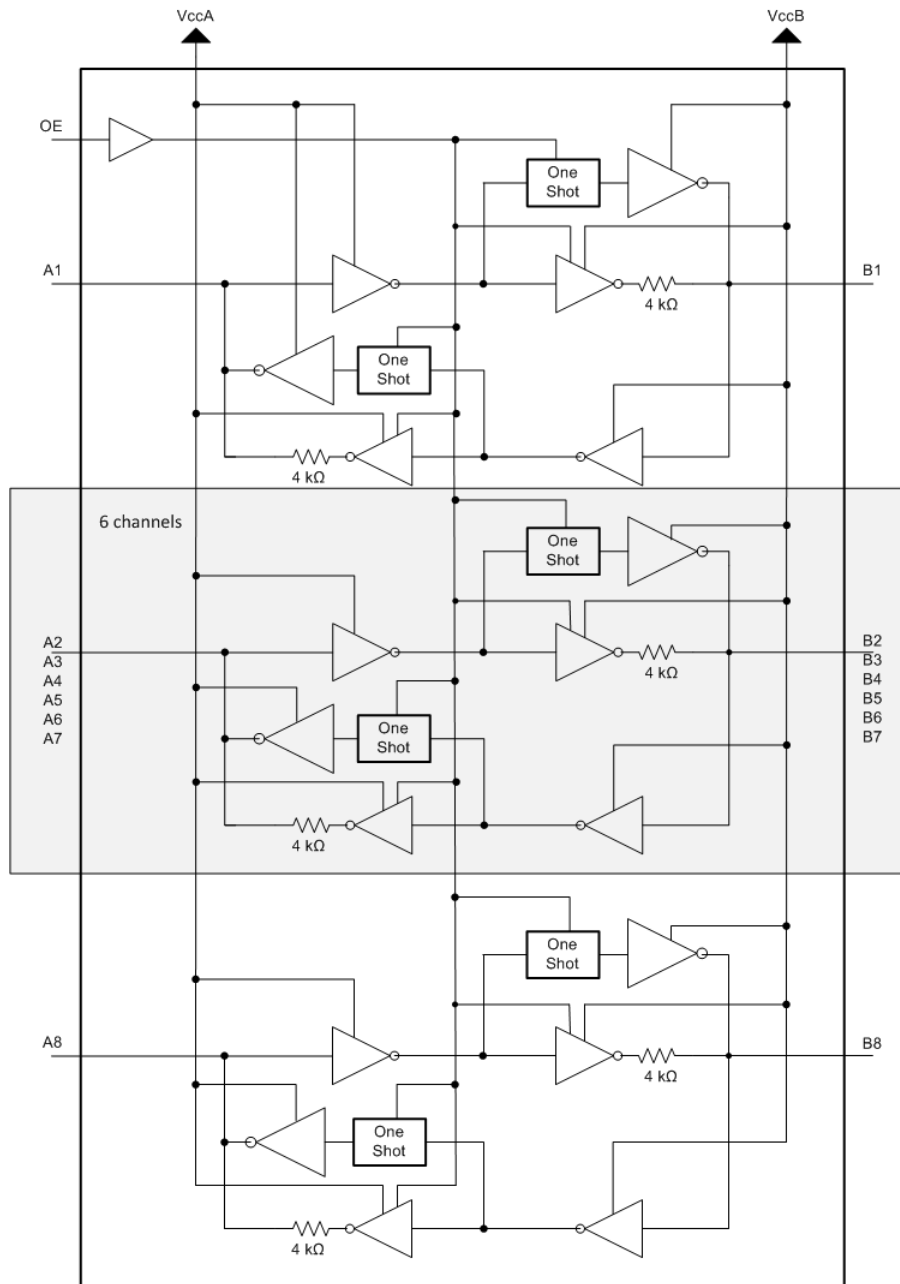 VccA
VccB
OE
One
Shot
A1
B1
4 kΩ
One
Shot
4 kΩ
6 channels
One
Shot
A2
B2
4 kΩ
A3
B3
A4
B4
A5
B5
A6
B6
A7
B7
One
Shot
4 kΩ
One
Shot
A8
B8
4 kΩ
One
Shot
4 kΩ